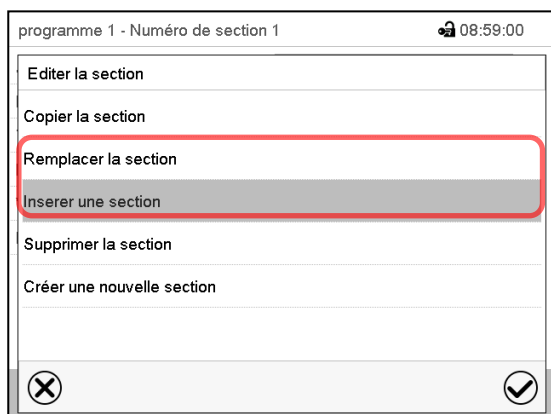 programme 1 - Numéro de section 1 08:59:00
Editer la section
Copier la section
Remplacer la section
Inserer une section
Supprimer la section
Créer une nouvelle section